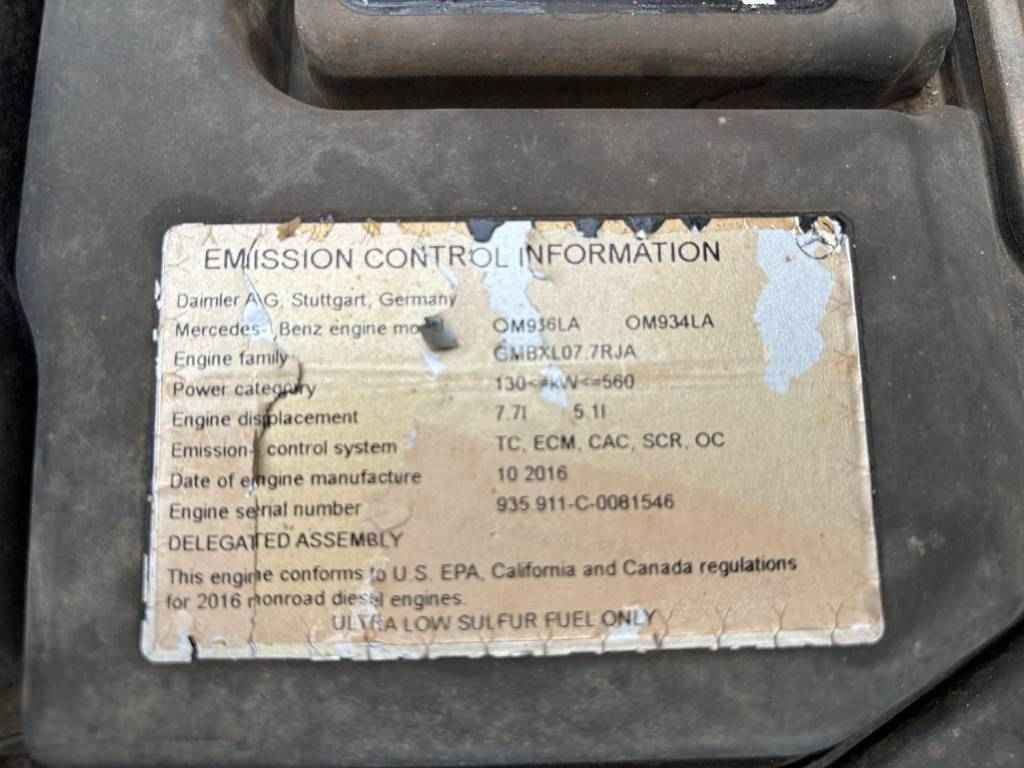 EMISSION CONTROL INFORMATION
Daimler AG, Stuttgart, Germany
Mercedes-Benz engine model OM936LA OM934LA
Engine family GMBXL07.7RJA
Power category 130<=kW<=560
Engine displacement 7.7l 5.1l
Emission-control system TC, ECM, CAC, SCR, OC
Date of engine manufacture 10 2016
Engine serial number 935 911-C-0081546
DELEGATED ASSEMBLY
This engine conforms to U.S. EPA, California and Canada regulations
for 2016 nonroad diesel engines.
ULTRA LOW SULFUR FUEL ONLY